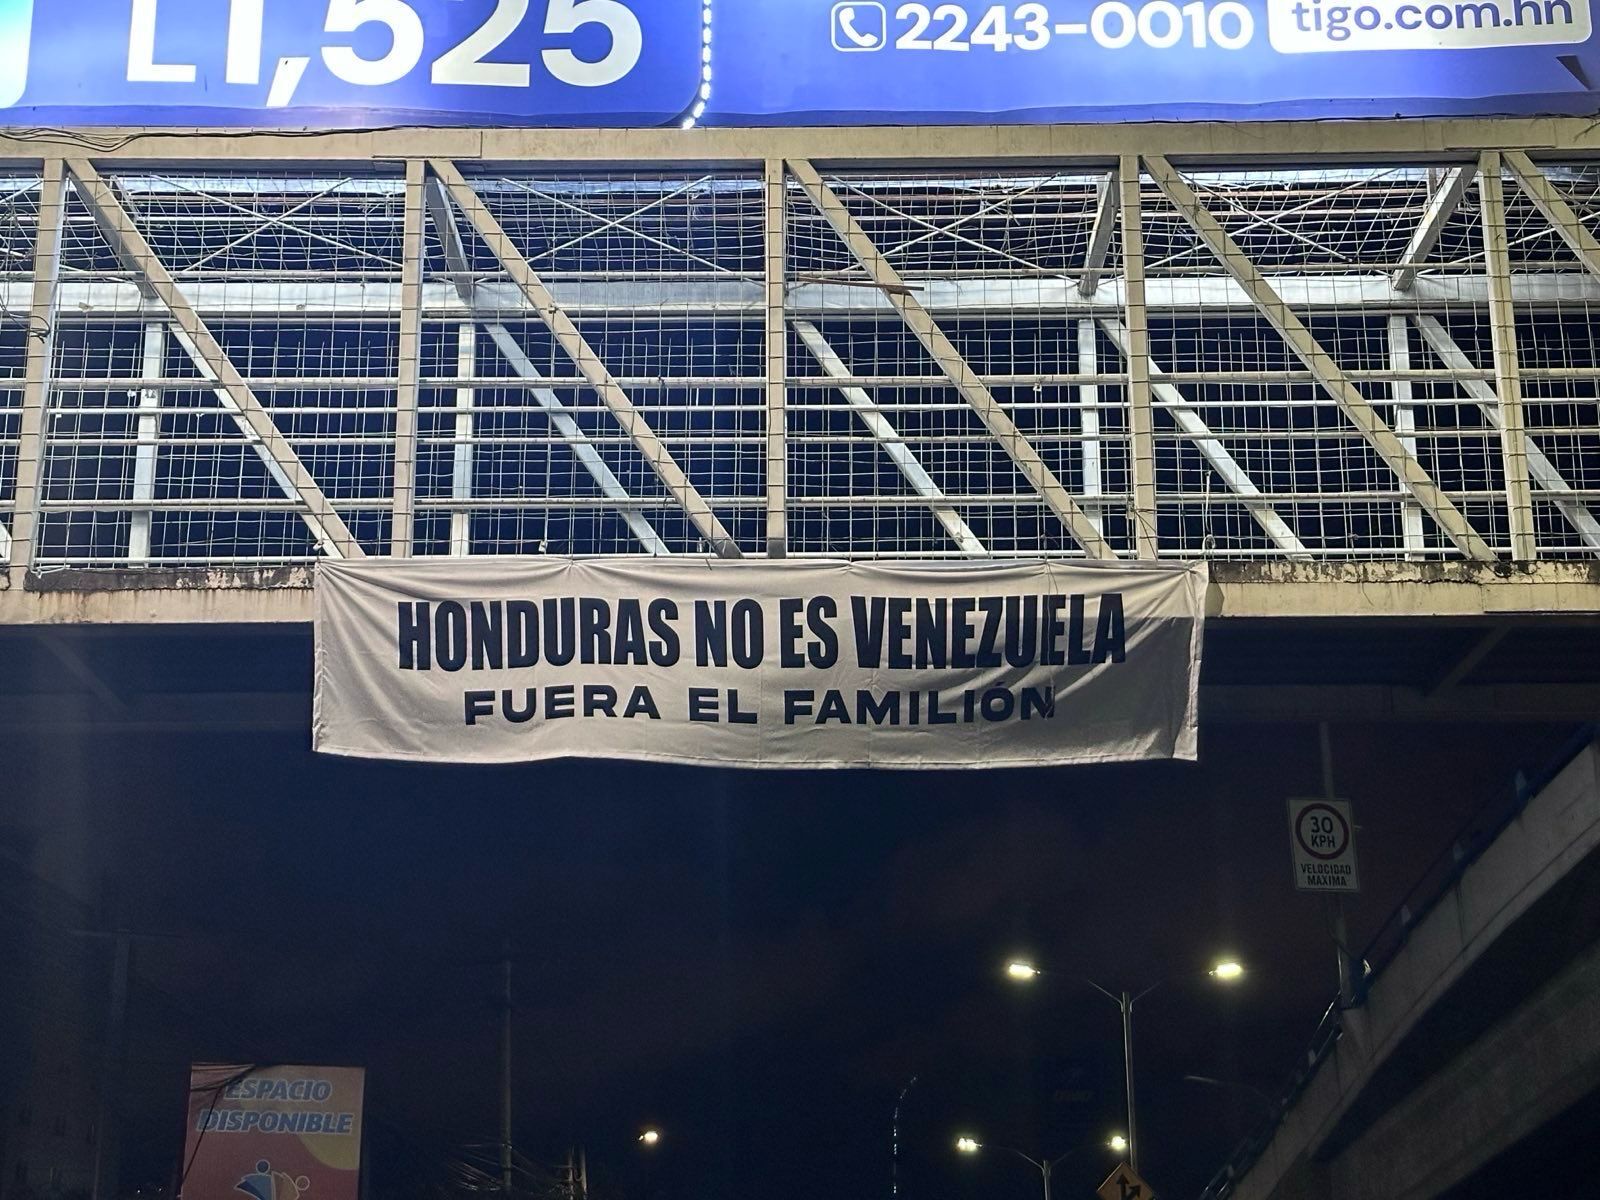 L1,525
2243-0010
tigo.com.hn
HONDURAS NO ES VENEZUELA
FUERA EL FAMILIÓN
30
KPH
VELOCIDAD
MAXIMA
ESPACIO
DISPONIBLE